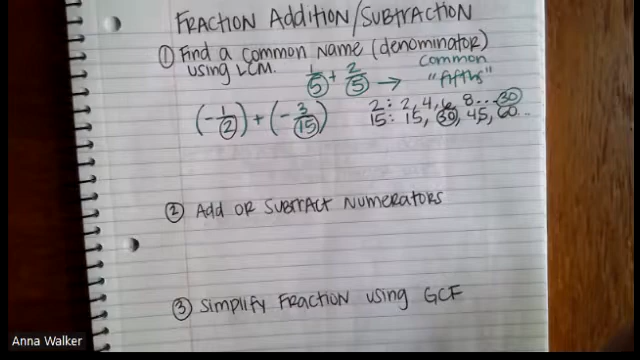 FRACTION ADDITION/SUBTRACTION
① Find a common name (denominator)
using LCM. 1/5 + 2/5 → common "fifths"
(-1/2) + (-3/15)
2: 2, 4, 6, 8... 30
15: 15, 30, 45, 60...
② Add OR SUBTRACT NUMERATORS
③ Simplify FRACTION using GCF
Anna Walker